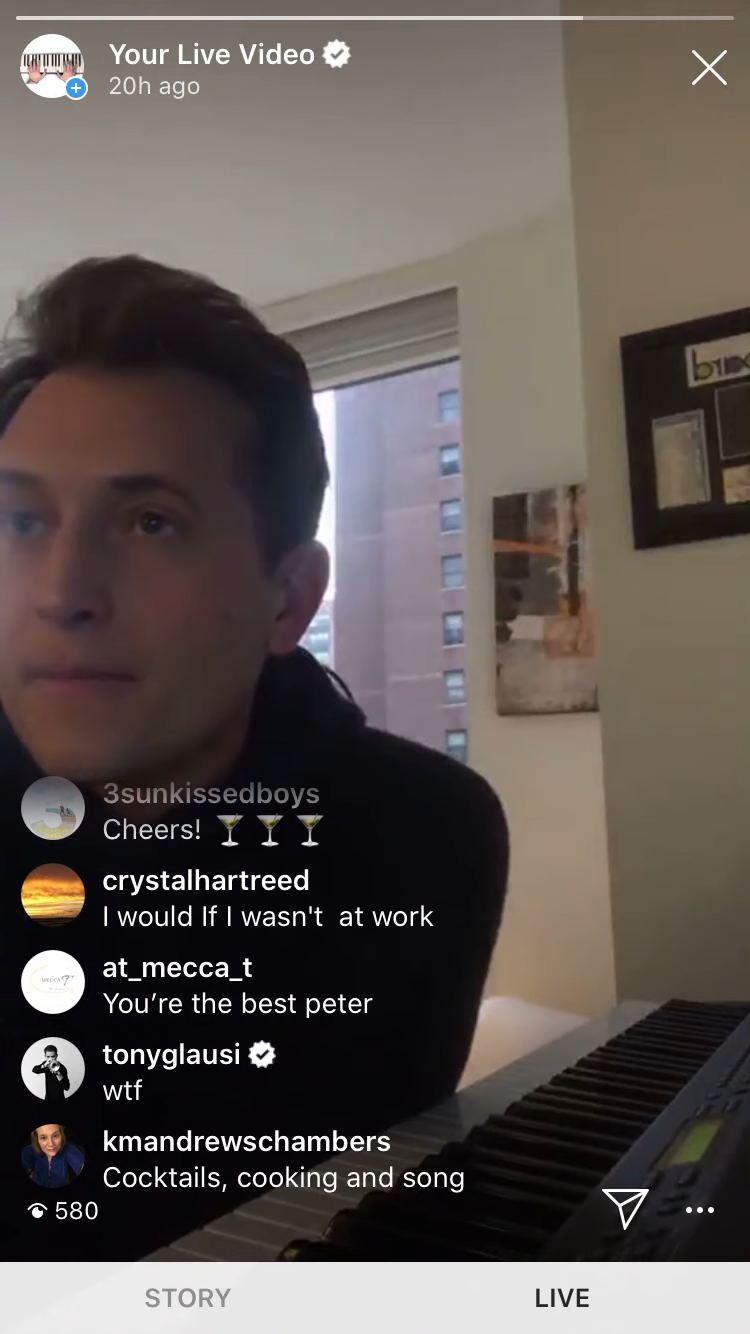 Your Live Video
20h ago
3sunkissedboys
Cheers! 🍸 🍸 🍸
crystalhartreed
I would If I wasn't  at work
at_mecca_t
You’re the best peter
tonyglausi
wtf
kmandrewschambers
Cocktails, cooking and song
580
STORY
LIVE